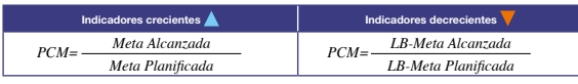 Indicadores crecientes
Indicadores decrecientes
PCM= Meta Alcanzada
Meta Planificada
PCM= LB-Meta Alcanzada
LB-Meta Planificada